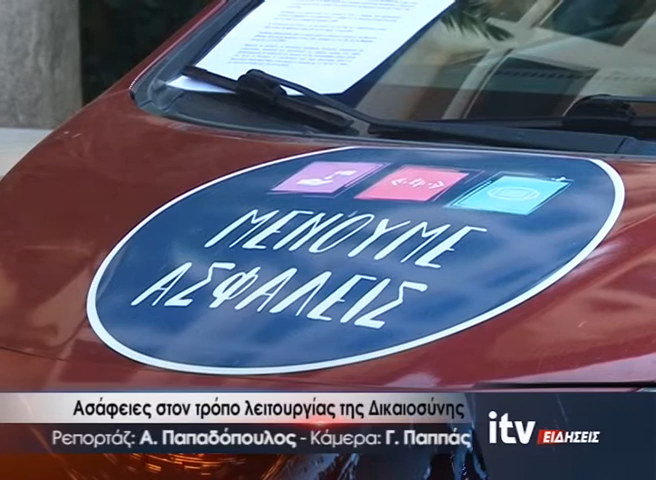 ΜΕΝΟΥΜΕ
ΑΣΦΑΛΕΙΣ
Ασάφειες στον τρόπο λειτουργίας της Δικαιοσύνης
Ρεπορτάζ: Α. Παπαδόπουλος - Κάμερα: Γ. Παππάς
itv ΕΙΔΗΣΕΙΣ